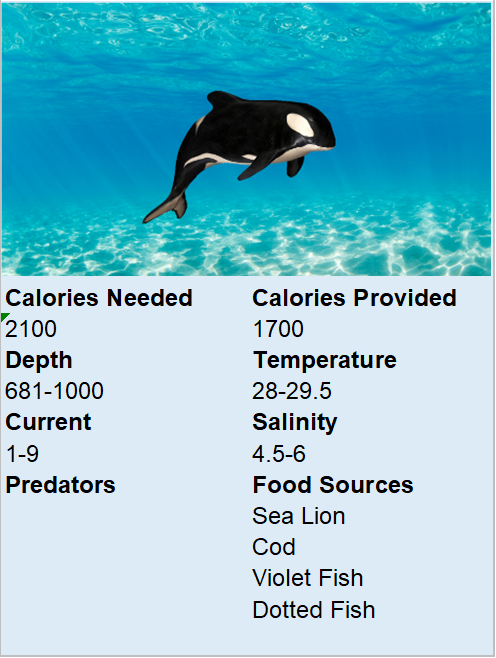 Calories Needed Calories Provided
2100 1700
Depth Temperature
681-1000 28-29.5
Current Salinity
1-9 4.5-6
Predators Food Sources
Sea Lion
Cod
Violet Fish
Dotted Fish